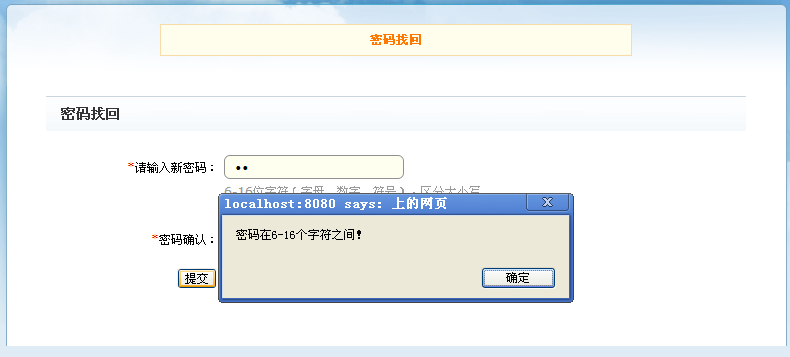 密码找回
密码找回
*请输入新密码：
6-16位字符（字母、数字、符号），区分大小写
localhost:8080 says: 上的网页
密码在6-16个字符之间！
*密码确认：
提交
确定